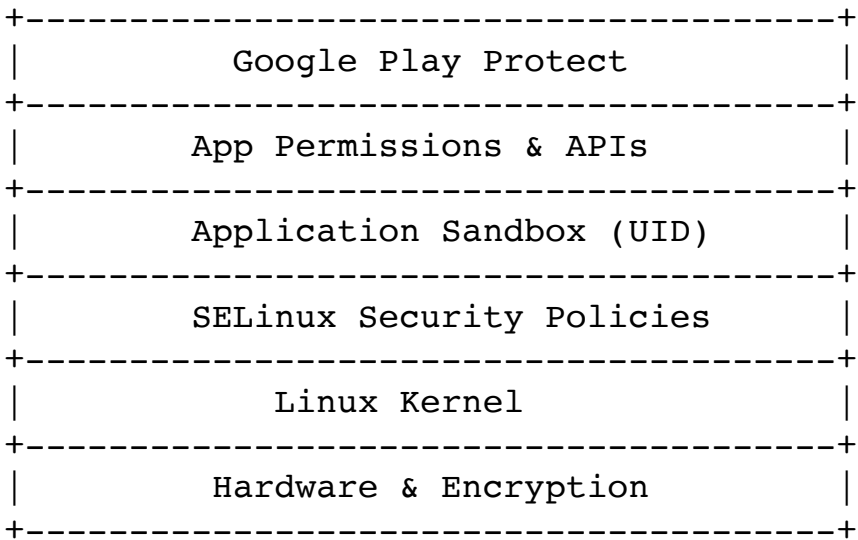 +---------------------------------------+
|          Google Play Protect          |
+---------------------------------------+
|        App Permissions & APIs         |
+---------------------------------------+
|        Application Sandbox (UID)      |
+---------------------------------------+
|        SELinux Security Policies      |
+---------------------------------------+
|            Linux Kernel               |
+---------------------------------------+
|         Hardware & Encryption         |
+---------------------------------------+